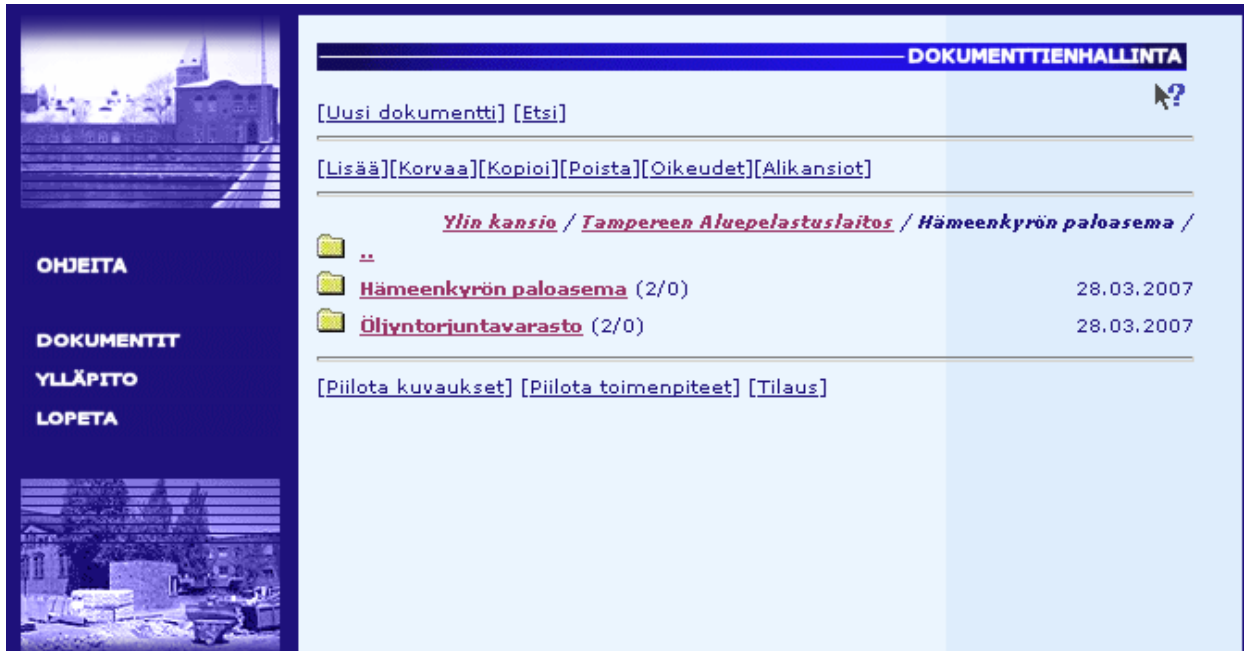 DOKUMENTTIENHALLINTA
[Uusi dokumentti] [Etsi]
[Lisää][Korvaa][Kopioi][Poista][Oikeudet][Alikansiot]
Ylin kansio / Tampereen Aluepelastuslaitos / Hämeenkyrön paloasema /
..
Hämeenkyrön paloasema (2/0) 28.03.2007
Öljyntorjuntavarasto (2/0) 28.03.2007
[Piilota kuvaukset] [Piilota toimenpiteet] [Tilaus]
OHJEITA
DOKUMENTIT
YLLÄPITO
LOPETA